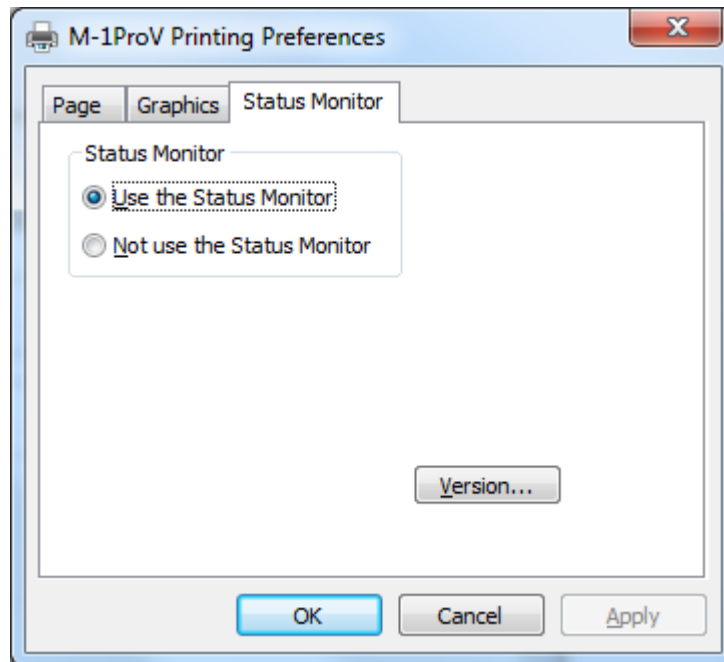 M-1ProV Printing Preferences
Page Graphics Status Monitor
Status Monitor
Use the Status Monitor
Not use the Status Monitor
Version...
OK Cancel Apply